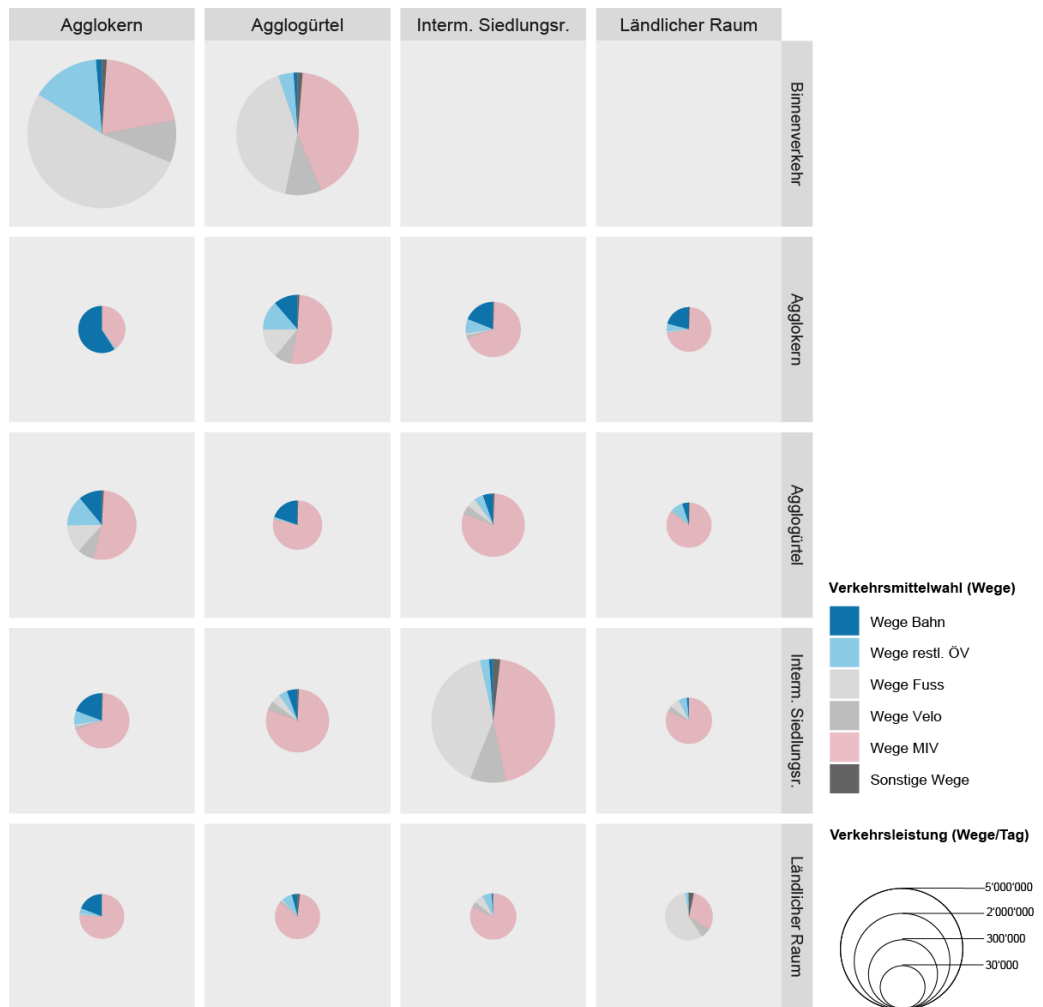 Agglokern
Agglogürtel
Interm. Siedlungsr.
Ländlicher Raum
Binnenverkehr
Agglokern
Agglogürtel
Interm. Siedlungsr.
Ländlicher Raum
Verkehrsmittelwahl (Wege)
Wege Bahn
Wege restl. ÖV
Wege Fuss
Wege Velo
Wege MIV
Sonstige Wege
Verkehrsleistung (Wege/Tag)
5'000'000
2'000'000
300'000
30'000